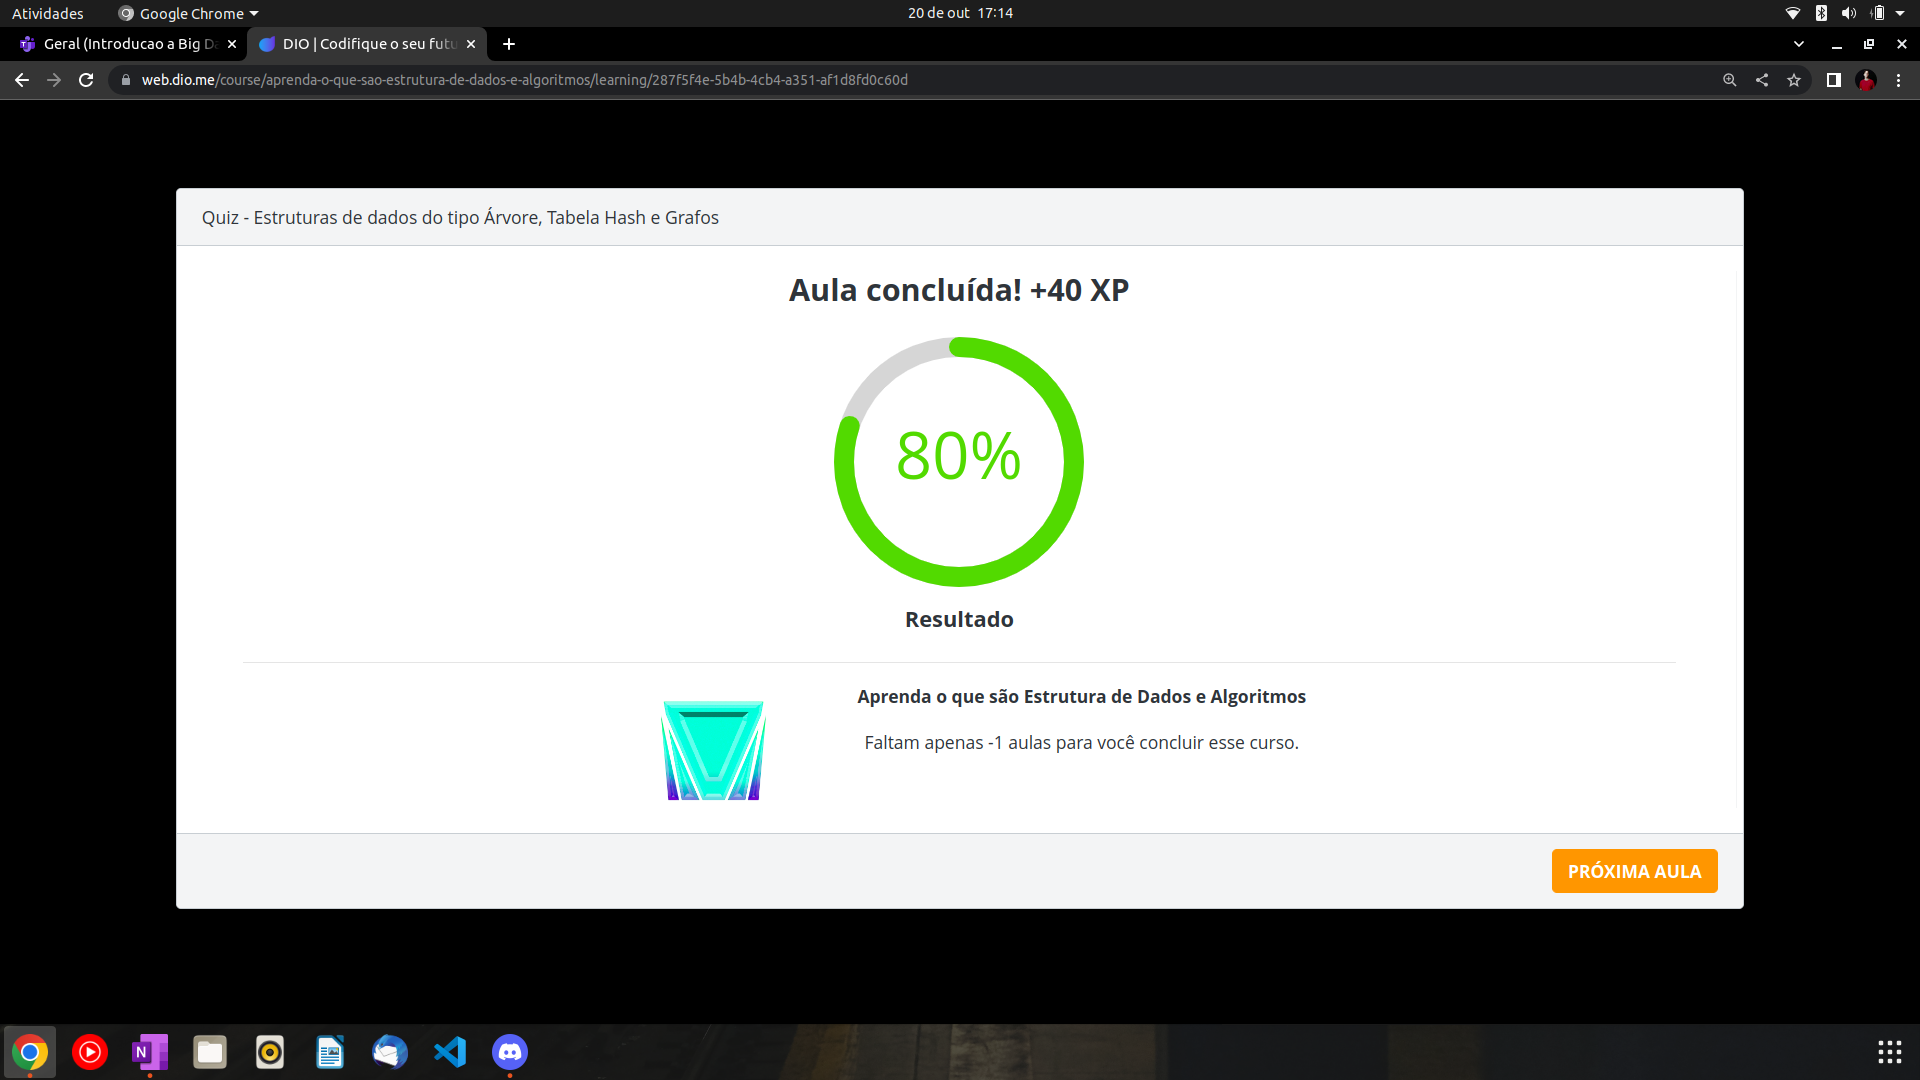 Atividades
Google Chrome
20 de out 17:14
Geral (Introducao a Big Da
DIO | Codifique o seu futu
web.dio.me/course/aprenda-o-que-sao-estrutura-de-dados-e-algoritmos/learning/287f5f4e-5b4b-4cb4-a351-af1d8fd0c60d
Quiz - Estruturas de dados do tipo Árvore, Tabela Hash e Grafos
Aula concluída! +40 XP
80%
Resultado
Aprenda o que são Estrutura de Dados e Algoritmos
Faltam apenas -1 aulas para você concluir esse curso.
PRÓXIMA AULA
N